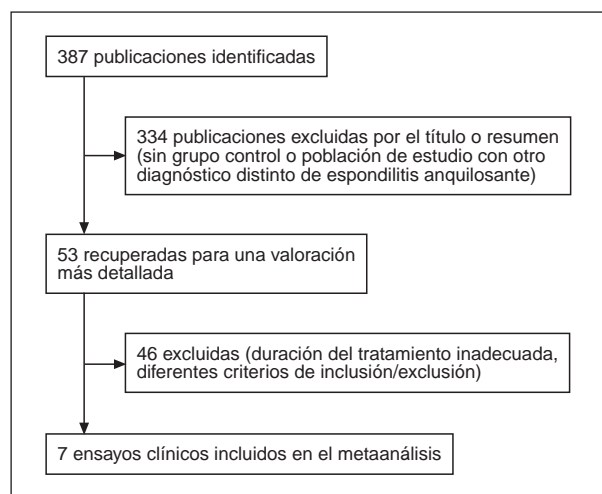 387 publicaciones identificadas
334 publicaciones excluidas por el título o resumen
(sin grupo control o población de estudio con otro
diagnóstico distinto de espondilitis anquilosante)
53 recuperadas para una valoración
más detallada
46 excluidas (duración del tratamiento inadecuada,
diferentes criterios de inclusión/exclusión)
7 ensayos clínicos incluidos en el metaanálisis